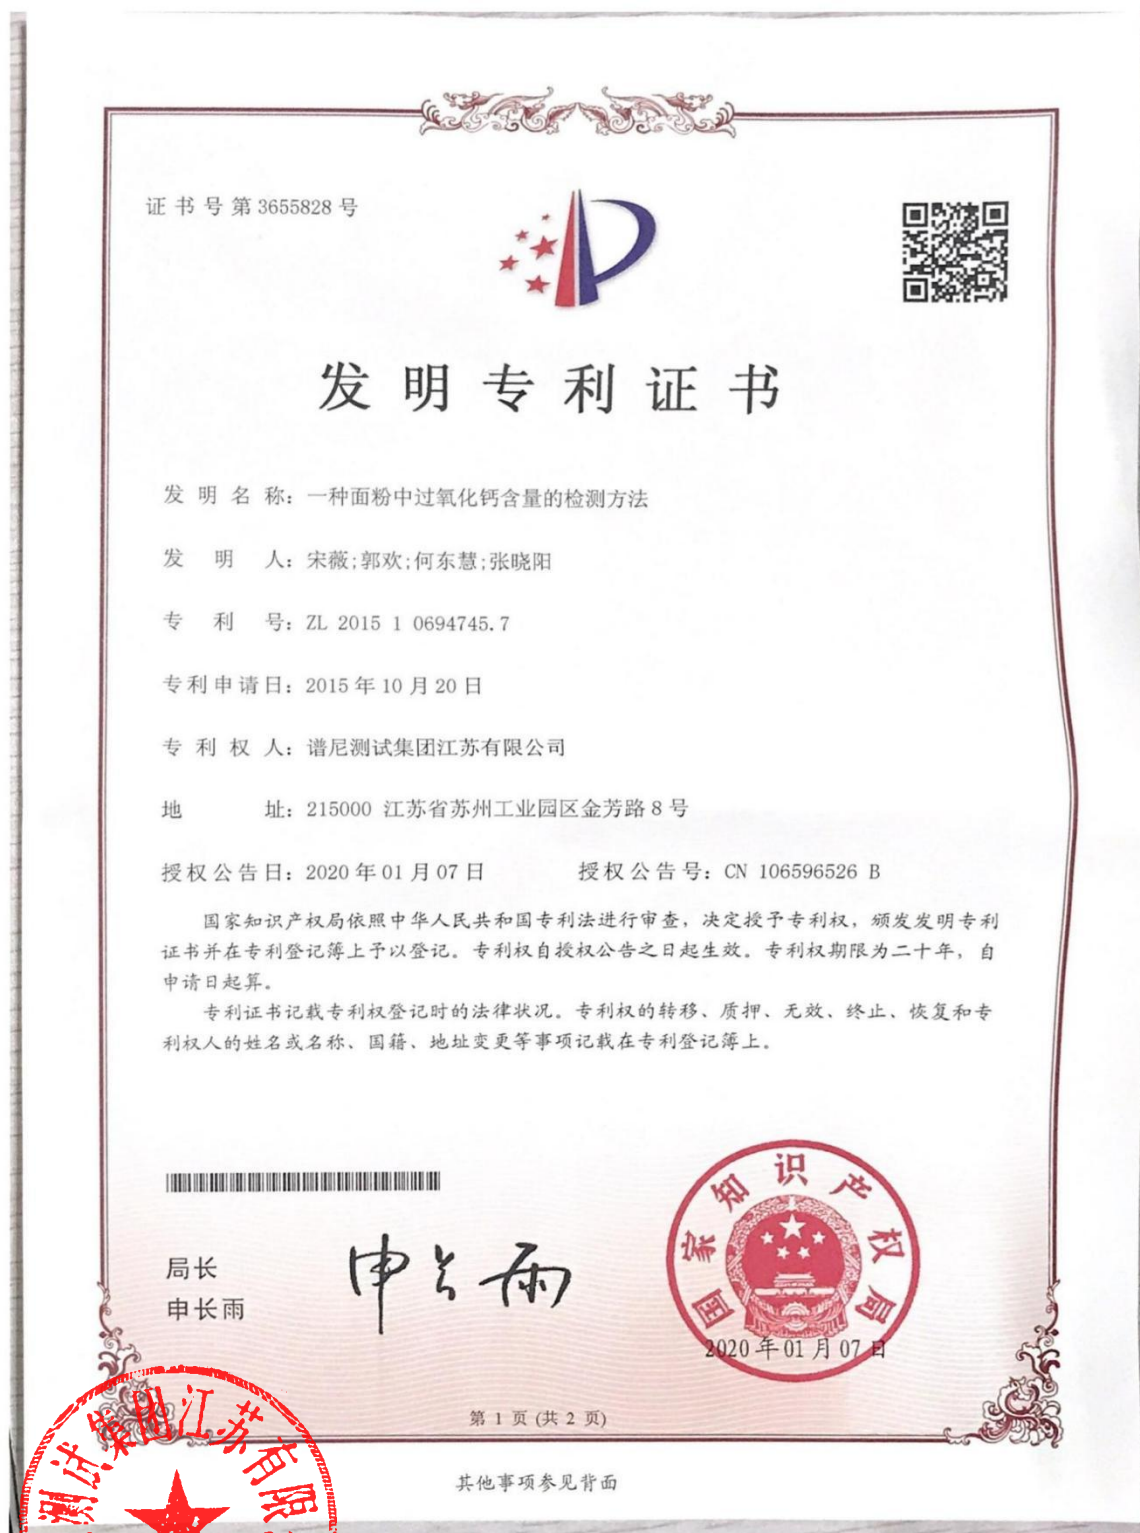 证书号第3655828号
发明专利证书
发明名称：一种面粉中过氧化钙含量的检测方法
发明人：宋薇;郭欢;何东慧;张晓阳
专利号：ZL 2015 1 0694745.7
专利申请日：2015年10月20日
专利权人：谱尼测试集团江苏有限公司
地址：215000 江苏省苏州工业园区金芳路8号
授权公告日：2020年01月07日 授权公告号：CN 106596526 B
国家知识产权局依照中华人民共和国专利法进行审查，决定授予专利权，颁发发明专利
证书并在专利登记簿上予以登记。专利权自授权公告之日起生效。专利权期限为二十年，自
申请日起算。
专利证书记载专利权登记时的法律状况。专利权的转移、质押、无效、终止、恢复和专
利权人的姓名或名称、国籍、地址变更等事项记载在专利登记簿上。
局长
申长雨
申长雨
国家知识产权局
2020年01月07日
第 1 页 (共 2 页)
测试集团江苏有限
其他事项参见背面